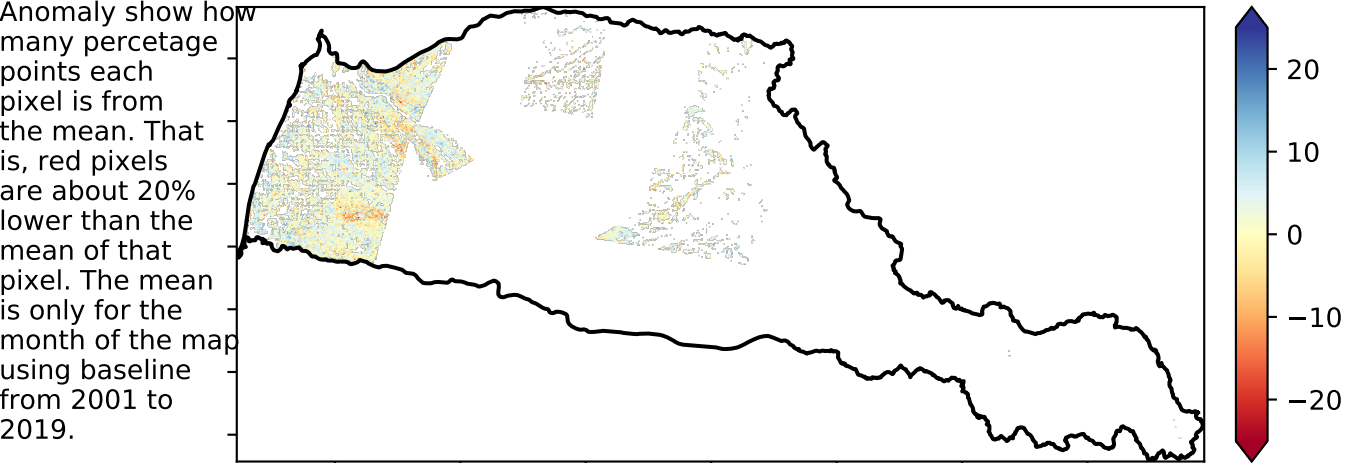 Anomaly show how
many percetage
points each
pixel is from
the mean. That
is, red pixels
are about 20%
lower than the
mean of that
pixel. The mean
is only for the
month of the map
using baseline
from 2001 to
2019.
20
10
0
−10
−20